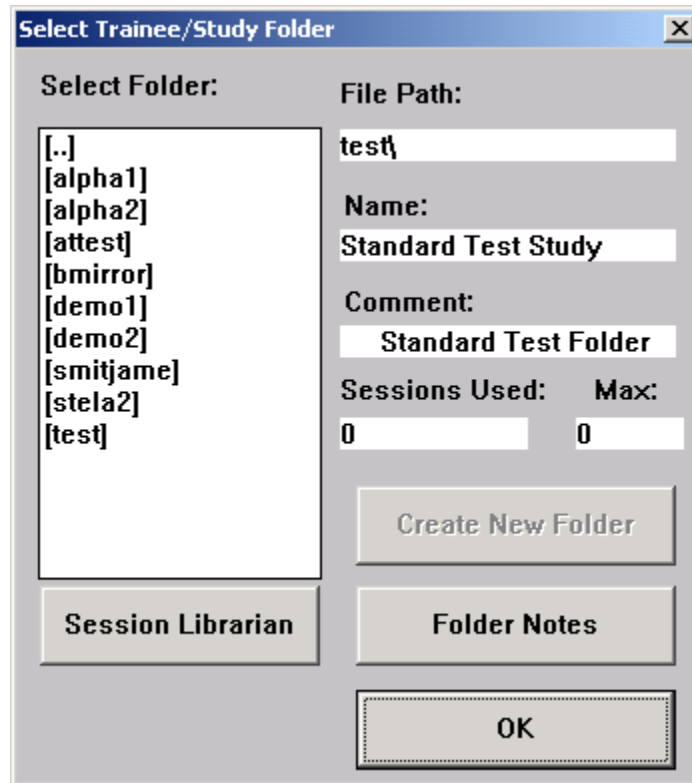 Select Trainee/Study Folder
Select Folder:
[..]
[alpha1]
[alpha2]
[attest]
[bmirror]
[demo1]
[demo2]
[smitjame]
[stela2]
[test]
Session Librarian
File Path:
test\
Name:
Standard Test Study
Comment:
Standard Test Folder
Sessions Used: Max:
0 0
Create New Folder
Folder Notes
OK